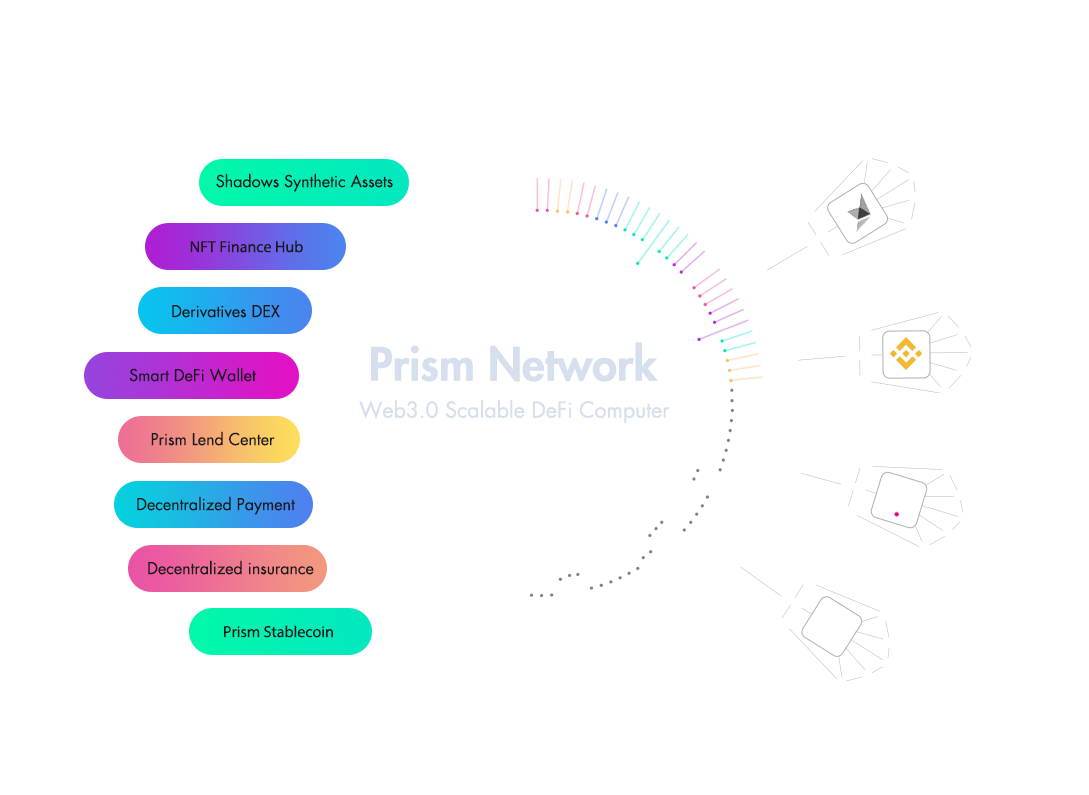 Shadows Synthetic Assets
NFT Finance Hub
Derivatives DEX
Smart DeFi Wallet
Prism Lend Center
Decentralized Payment
Decentralized insurance
Prism Stablecoin
Prism Network
Web3.0 Scalable DeFi Computer